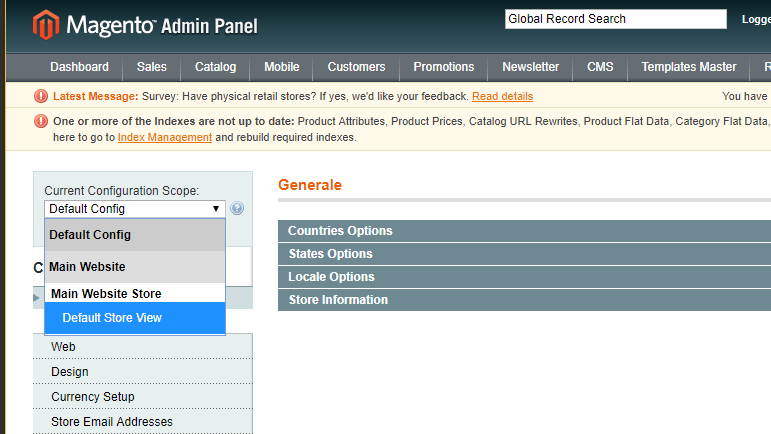 Magento Admin Panel
Global Record Search
Dashboard Sales Catalog Mobile Customers Promotions Newsletter CMS Templates Master
Latest Message: Survey: Have physical retail stores? If yes, we'd like your feedback. Read details You have
One or more of the Indexes are not up to date: Product Attributes, Product Prices, Catalog URL Rewrites, Product Flat Data, Category Flat Data,
here to go to Index Management and rebuild required indexes.
Current Configuration Scope:
Default Config
Default Config
Main Website
Main Website Store
Default Store View
Web
Design
Currency Setup
Store Email Addresses
Generale
Countries Options
States Options
Locale Options
Store Information